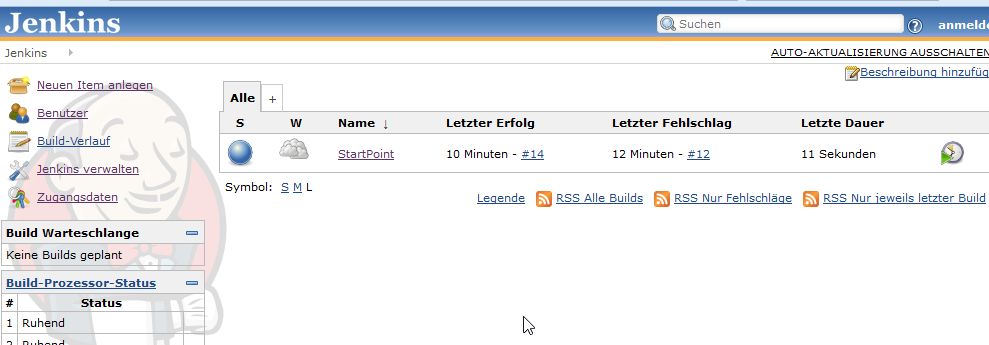 Jenkins
Suchen
anmelde
Jenkins
AUTO-AKTUALISIERUNG AUSSCHALTEN
Beschreibung hinzufüg
Neuen Item anlegen
Benutzer
Build-Verlauf
Jenkins verwalten
Zugangsdaten
Alle +
S W Name ↓ Letzter Erfolg Letzter Fehlschlag Letzte Dauer
StartPoint 10 Minuten - #14 12 Minuten - #12 11 Sekunden
Symbol: S M L
Legende RSS Alle Builds RSS Nur Fehlschläge RSS Nur jeweils letzter Build
Build Warteschlange
Keine Builds geplant
Build-Prozessor-Status
# Status
1 Ruhend
2 Ruhend